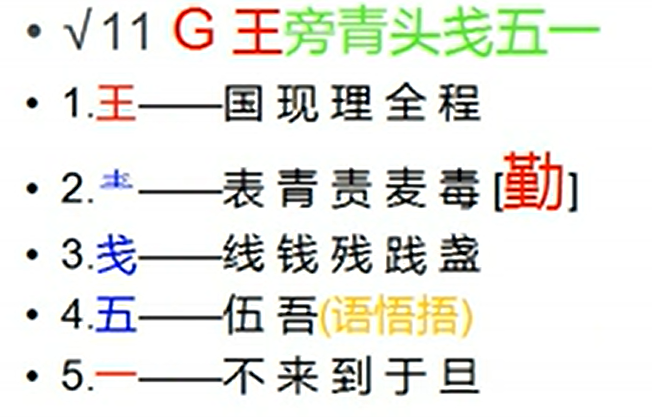 • √11 G 王旁青头戋五一
• 1.王——国 现 理 全 程
• 2.龶——表 青 责 麦 毒 [勤]
• 3.戋——线 钱 残 践 盏
• 4.五——伍 吾(语悟捂)
• 5.一——不 来 到 于 旦